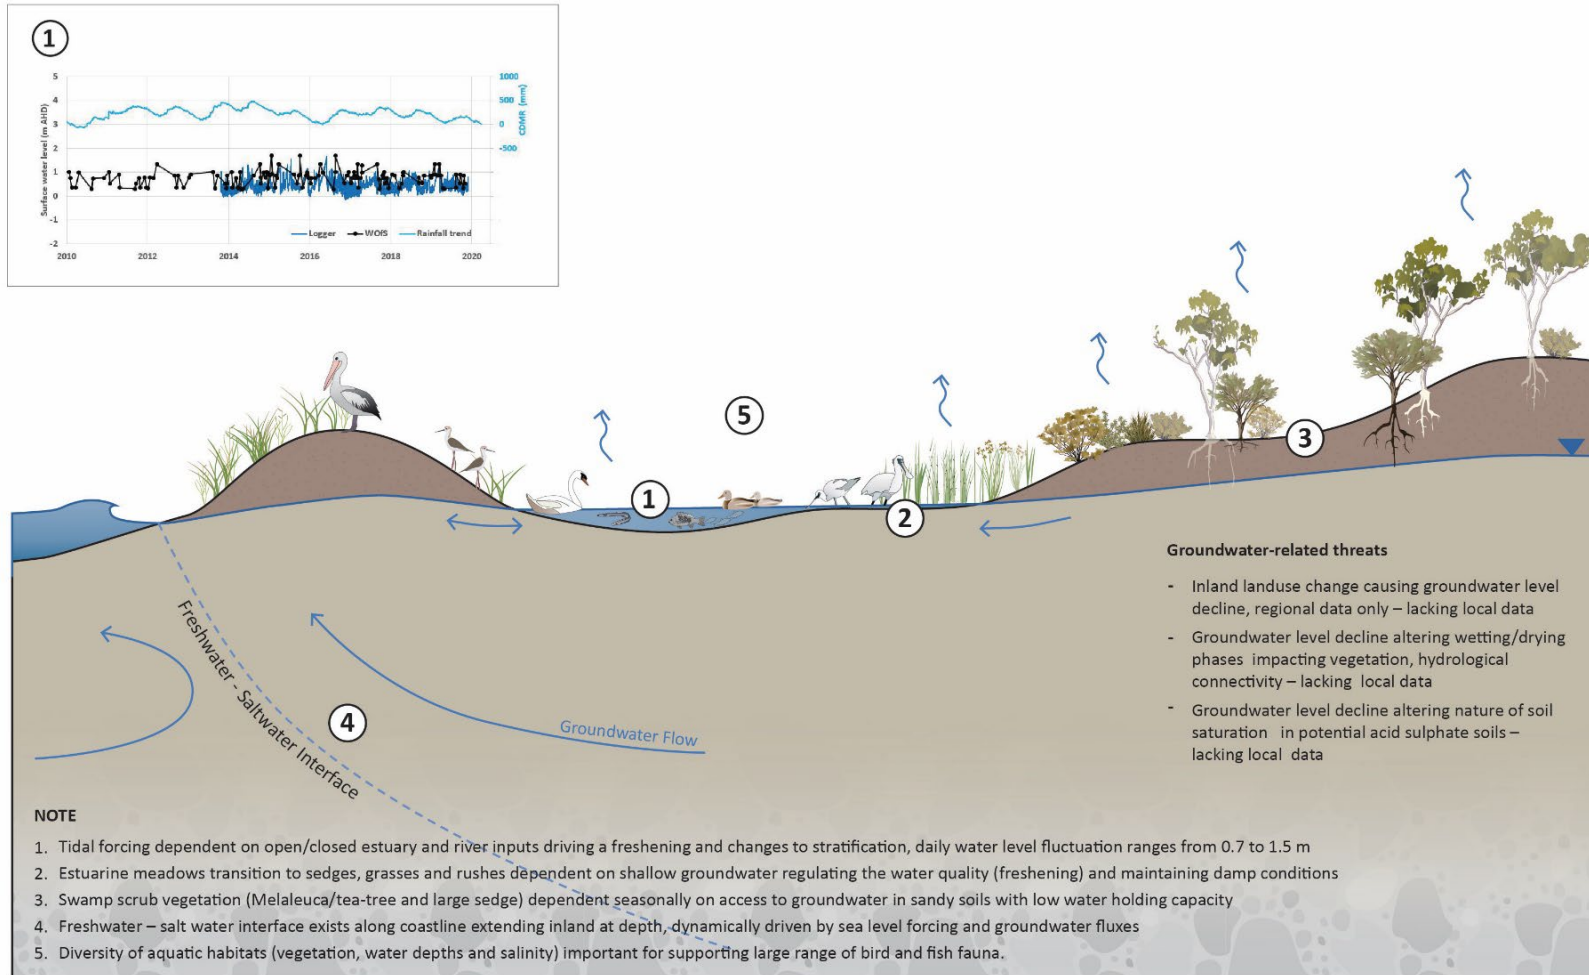 1
5
4
3
2
1
0
-1
-2
Surface water level (m AHD)
1000
500
0
-500
CDMR (mm)
Logger
WOfS
Rainfall trend
2010
2012
2014
2016
2018
2020
5
3
1
2
Groundwater-related threats
- Inland landuse change causing groundwater level
decline, regional data only – lacking local data
- Groundwater level decline altering wetting/drying
phases impacting vegetation, hydrological
connectivity – lacking local data
- Groundwater level decline altering nature of soil
saturation in potential acid sulphate soils –
lacking local data
Freshwater - Saltwater Interface
4
Groundwater Flow
NOTE
1. Tidal forcing dependent on open/closed estuary and river inputs driving a freshening and changes to stratification, daily water level fluctuation ranges from 0.7 to 1.5 m
2. Estuarine meadows transition to sedges, grasses and rushes dependent on shallow groundwater regulating the water quality (freshening) and maintaining damp conditions
3. Swamp scrub vegetation (Melaleuca/tea-tree and large sedge) dependent seasonally on access to groundwater in sandy soils with low water holding capacity
4. Freshwater – salt water interface exists along coastline extending inland at depth, dynamically driven by sea level forcing and groundwater fluxes
5. Diversity of aquatic habitats (vegetation, water depths and salinity) important for supporting large range of bird and fish fauna.